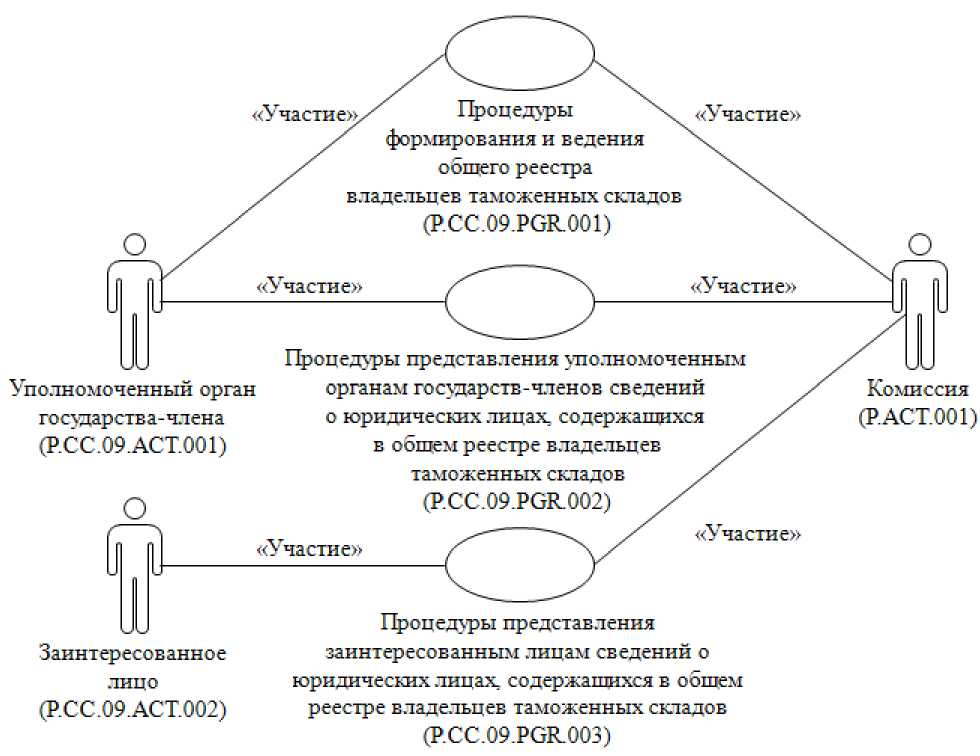 «Участие»
«Участие»
Процедуры
формирования и ведения
общего реестра
владельцев таможенных складов
(P.CC.09.PGR.001)
«Участие»
«Участие»
Процедуры представления уполномоченным
органам государств-членов сведений
о юридических лицах, содержащихся
в общем реестре владельцев
таможенных складов
(P.CC.09.PGR.002)
Уполномоченный орган
государства-члена
(P.CC.09.ACT.001)
Комиссия
(P.ACT.001)
«Участие»
«Участие»
Процедуры представления
заинтересованным лицам сведений о
юридических лицах, содержащихся в общем
реестре владельцев таможенных складов
(P.CC.09.PGR.003)
Заинтересованное
лицо
(P.CC.09.ACT.002)